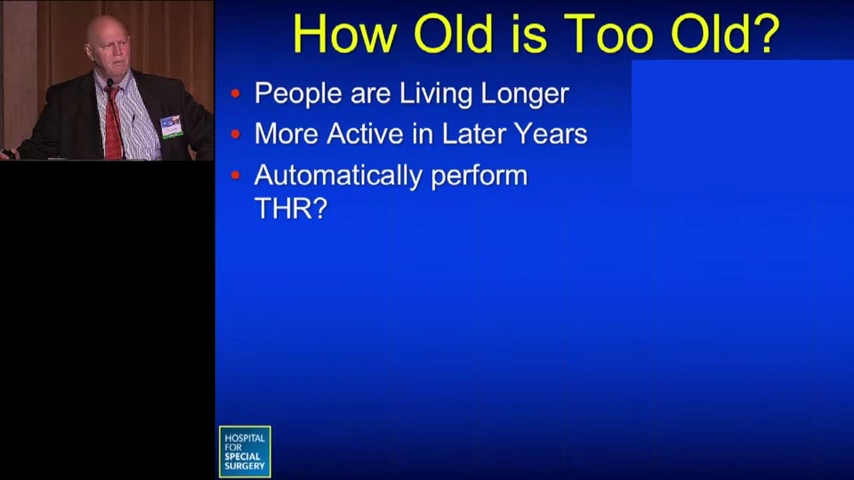 How Old is Too Old?
• People are Living Longer
• More Active in Later Years
• Automatically perform
THR?
HOSPITAL
FOR
SPECIAL
SURGERY